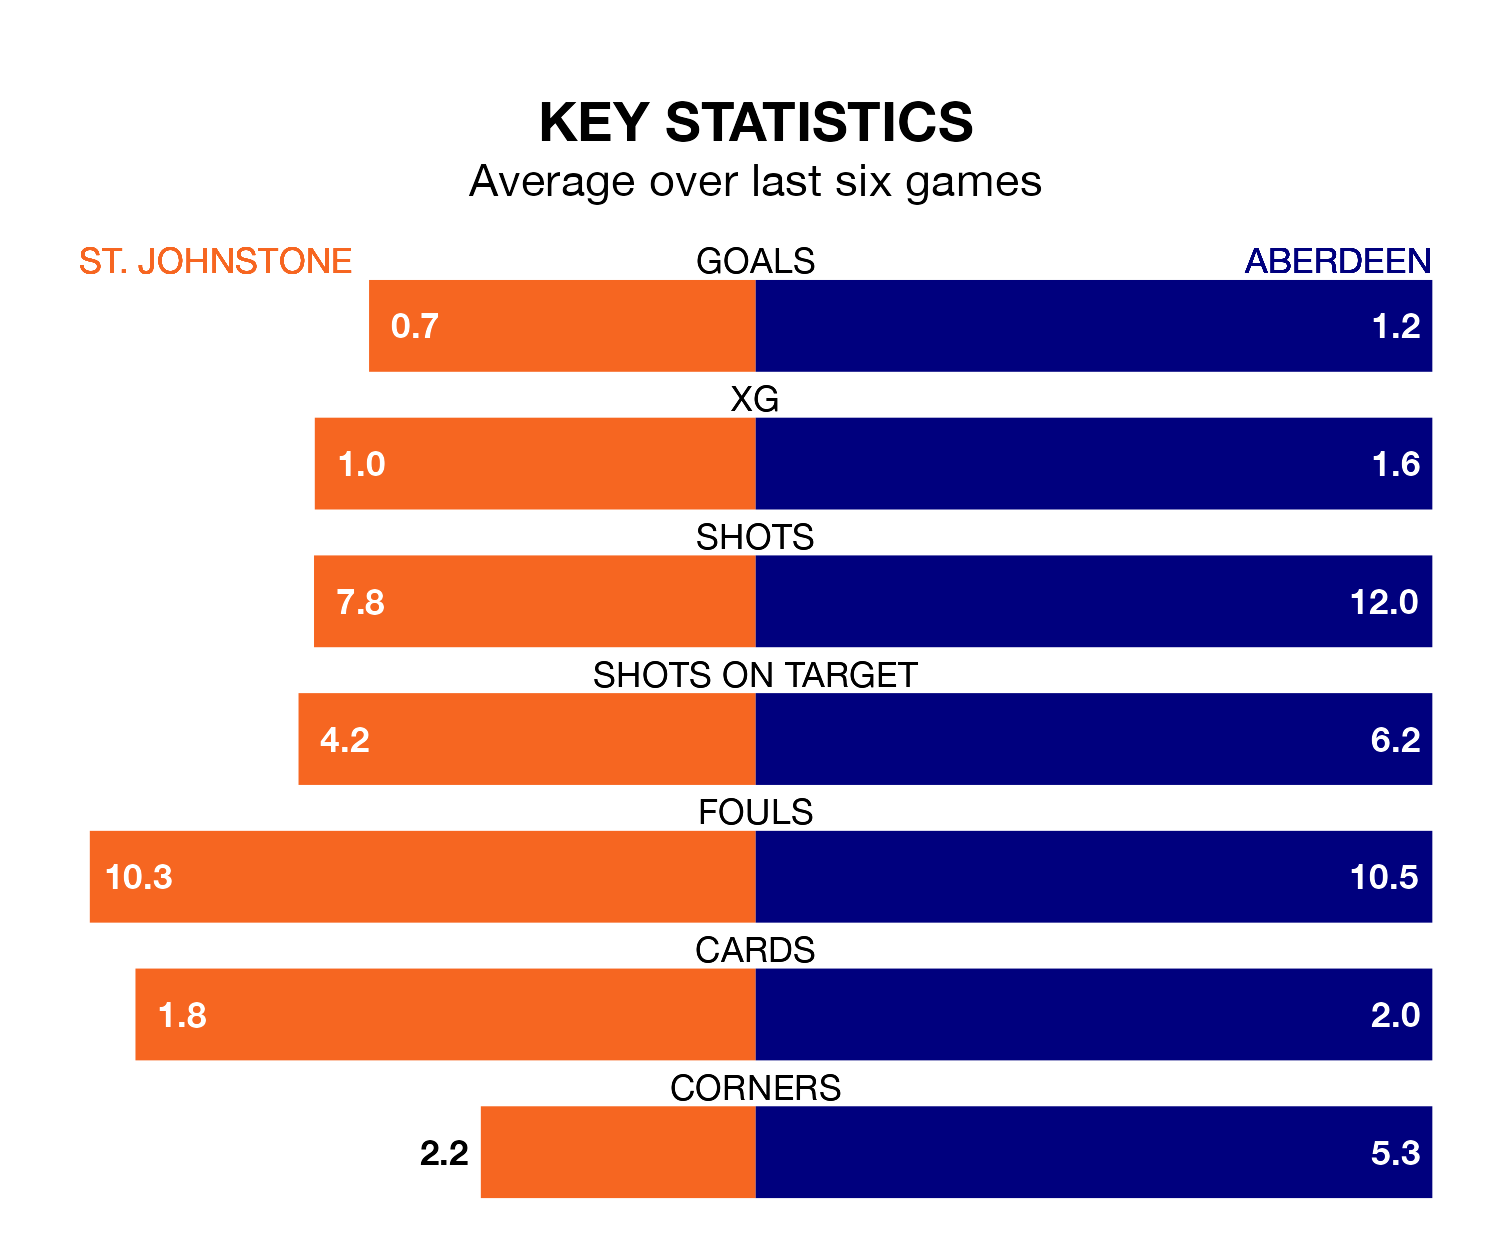 KEY STATISTICS
Average over last six games
ST. JOHNSTONE GOALS ABERDEEN
0.7 1.2
XG
1.0 1.6
SHOTS
7.8 12.0
SHOTS ON TARGET
4.2 6.2
FOULS
10.3 10.5
CARDS
1.8 2.0
CORNERS
2.2 5.3